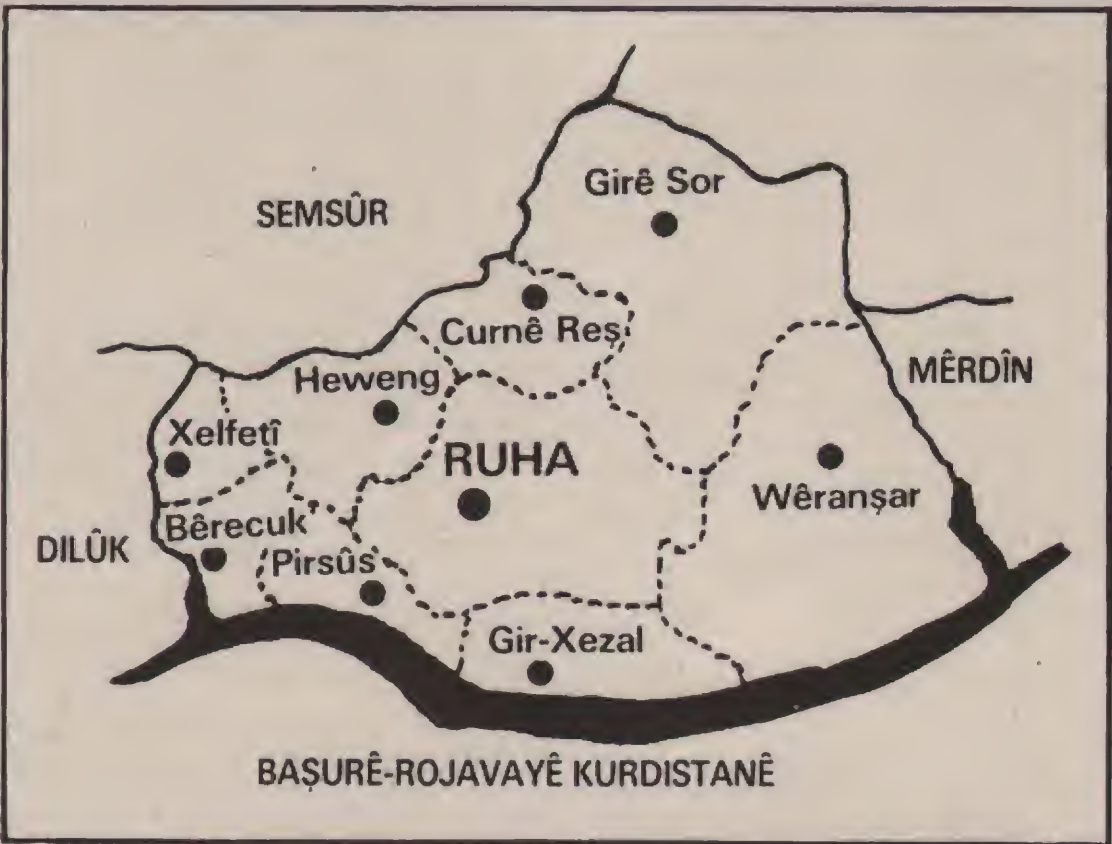 Girê Sor
SEMSÛR
Curnê Reş
MÊRDÎN
Heweng
Xelfetî
RUHA
Wêranşar
Bêrecuk
DILÛK
Pirsûs
Gir-Xezal
BAŞURÊ-ROJAVAYÊ KURDISTANÊ